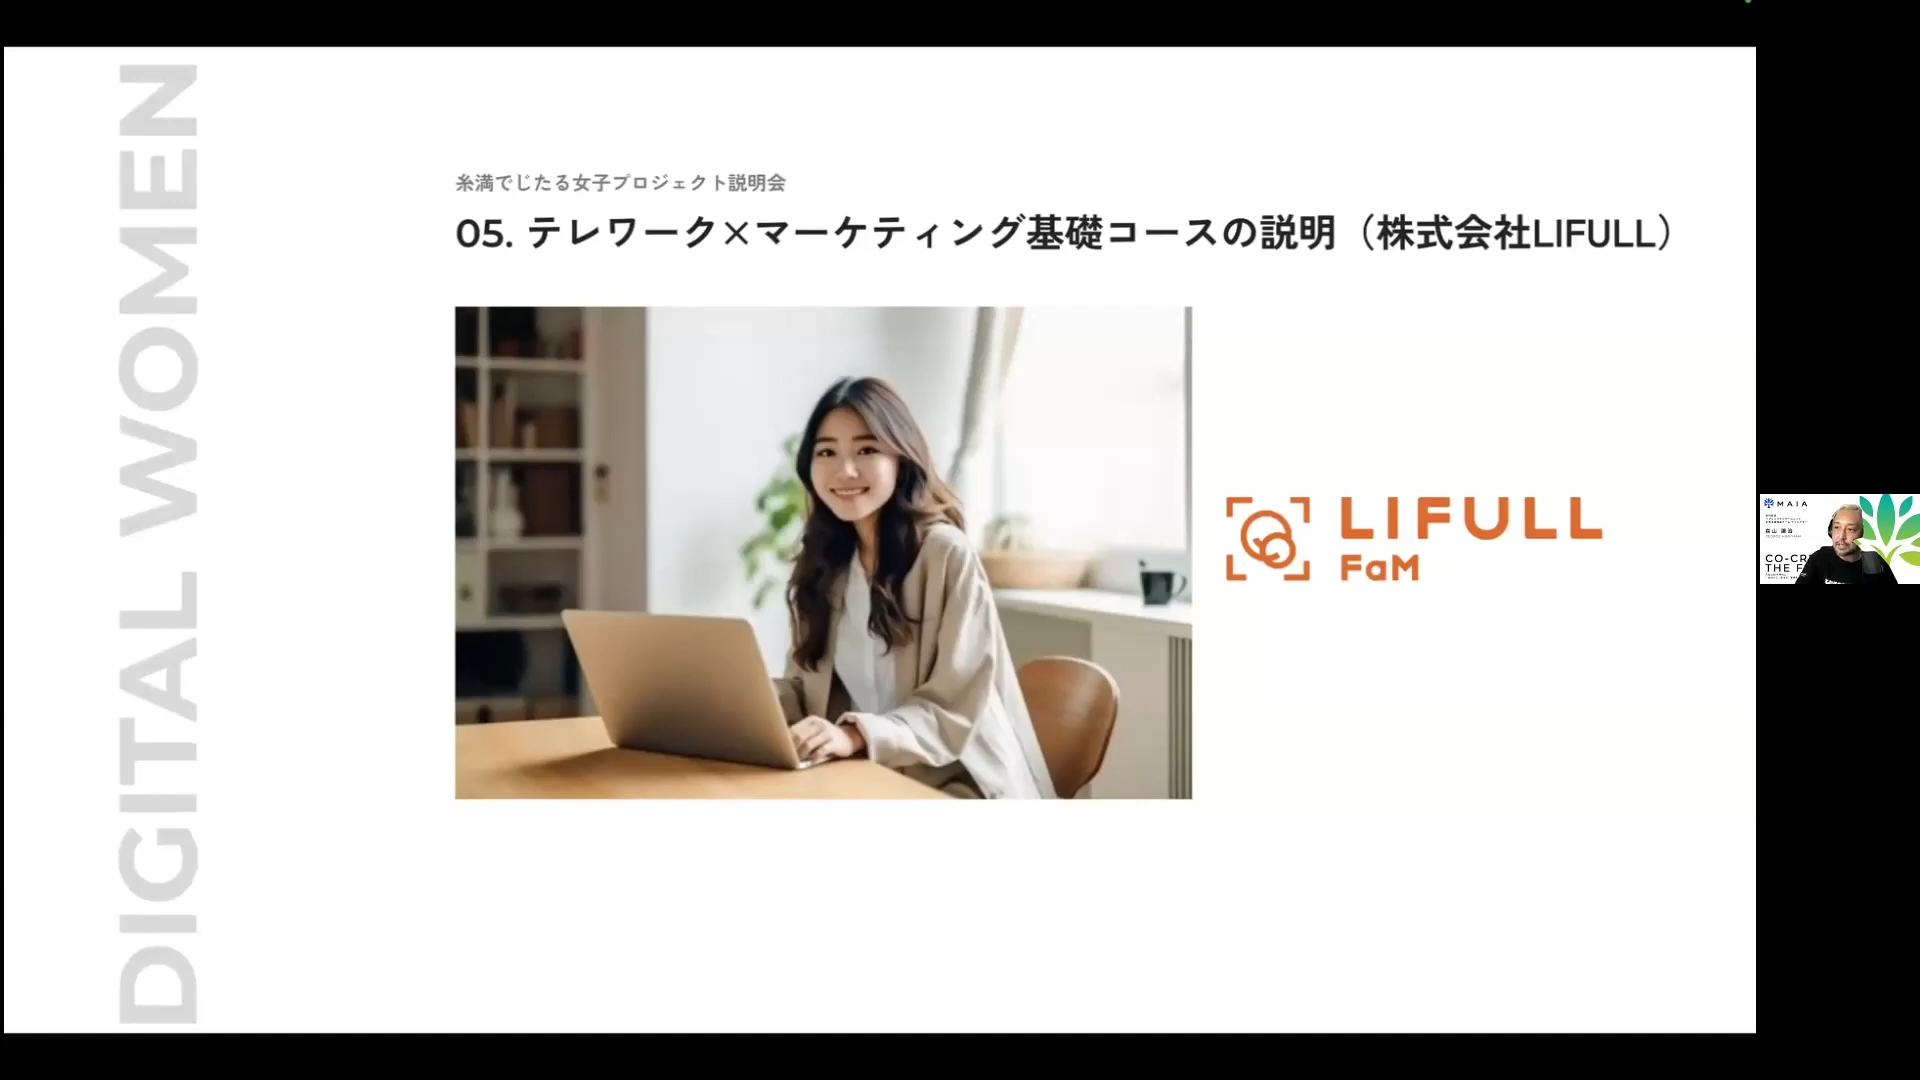 DIGITAL WOMEN
糸満でじたる女子プロジェクト説明会
05. テレワーク×マーケティング基礎コースの説明（株式会社LIFULL）
LIFULL
FaM
MAIA
CO-CR
THE F